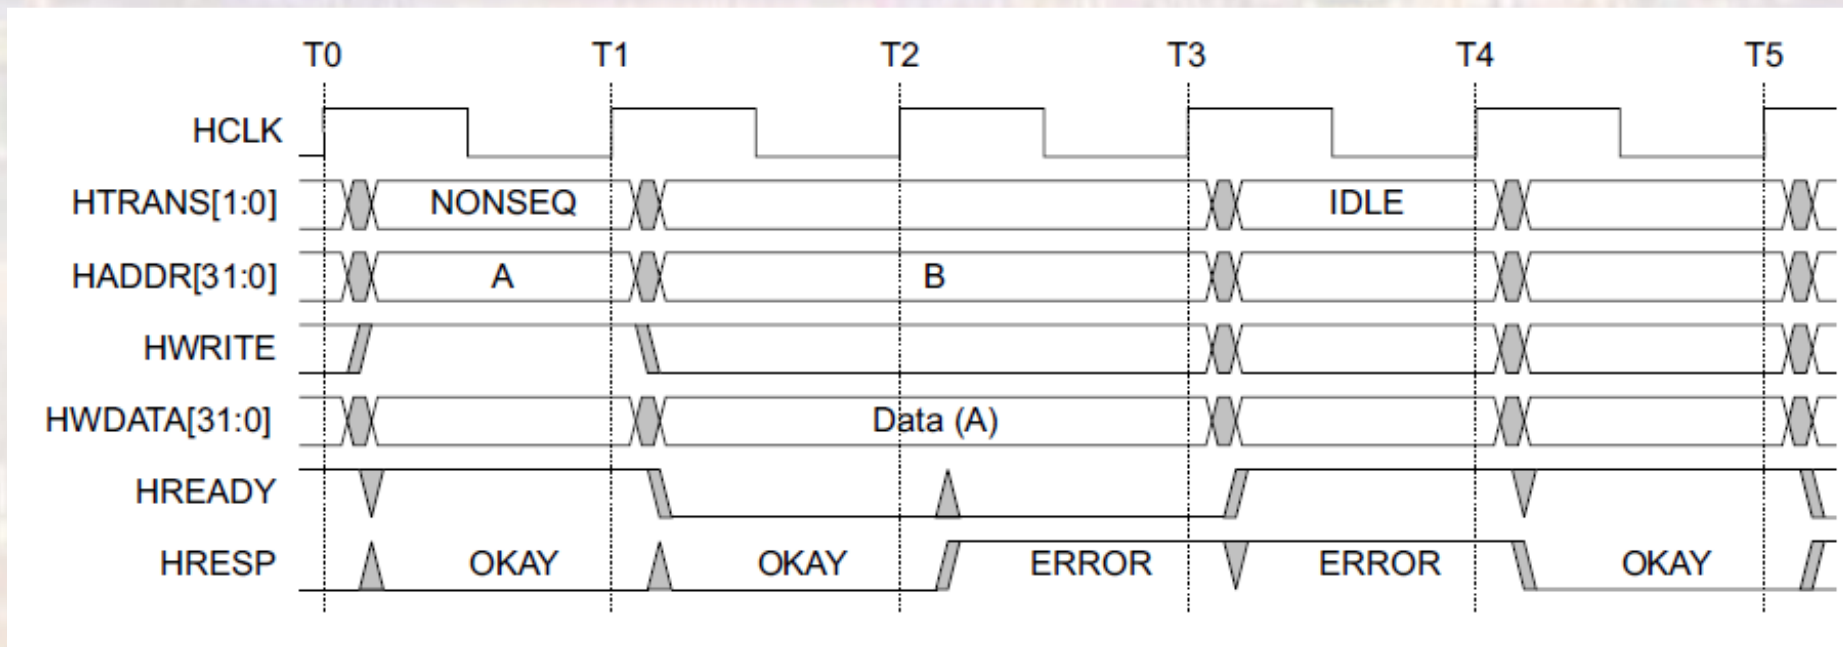 T0 T1 T2 T3 T4 T5
HCLK
HTRANS[1:0] NONSEQ IDLE
HADDR[31:0] A B
HWRITE
HWDATA[31:0] Data (A)
HREADY
HRESP OKAY OKAY ERROR ERROR OKAY